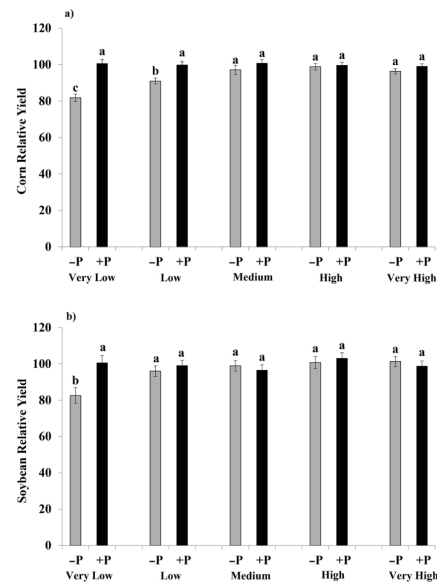 a)
120
100
80
60
40
20
0
Corn Relative Yield
c a b a a a a a a a
−P +P −P +P −P +P −P +P −P +P
Very Low Low Medium High Very High
b)
120
100
80
60
40
20
0
Soybean Relative Yield
b a a a a a a a a a
−P +P −P +P −P +P −P +P −P +P
Very Low Low Medium High Very High